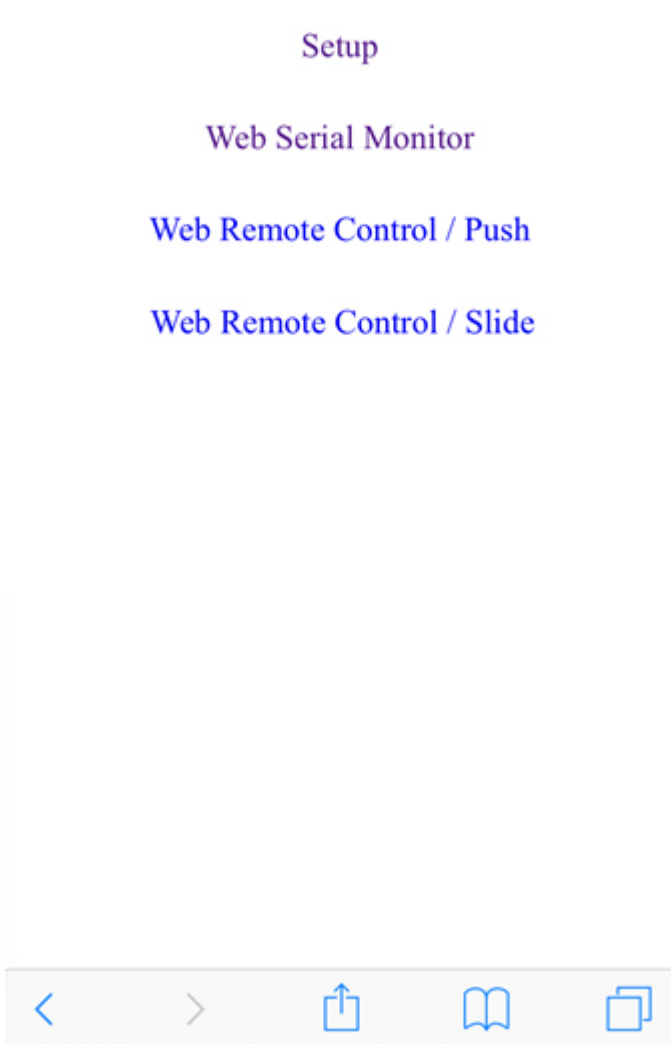 Setup
Web Serial Monitor
Web Remote Control / Push
Web Remote Control / Slide